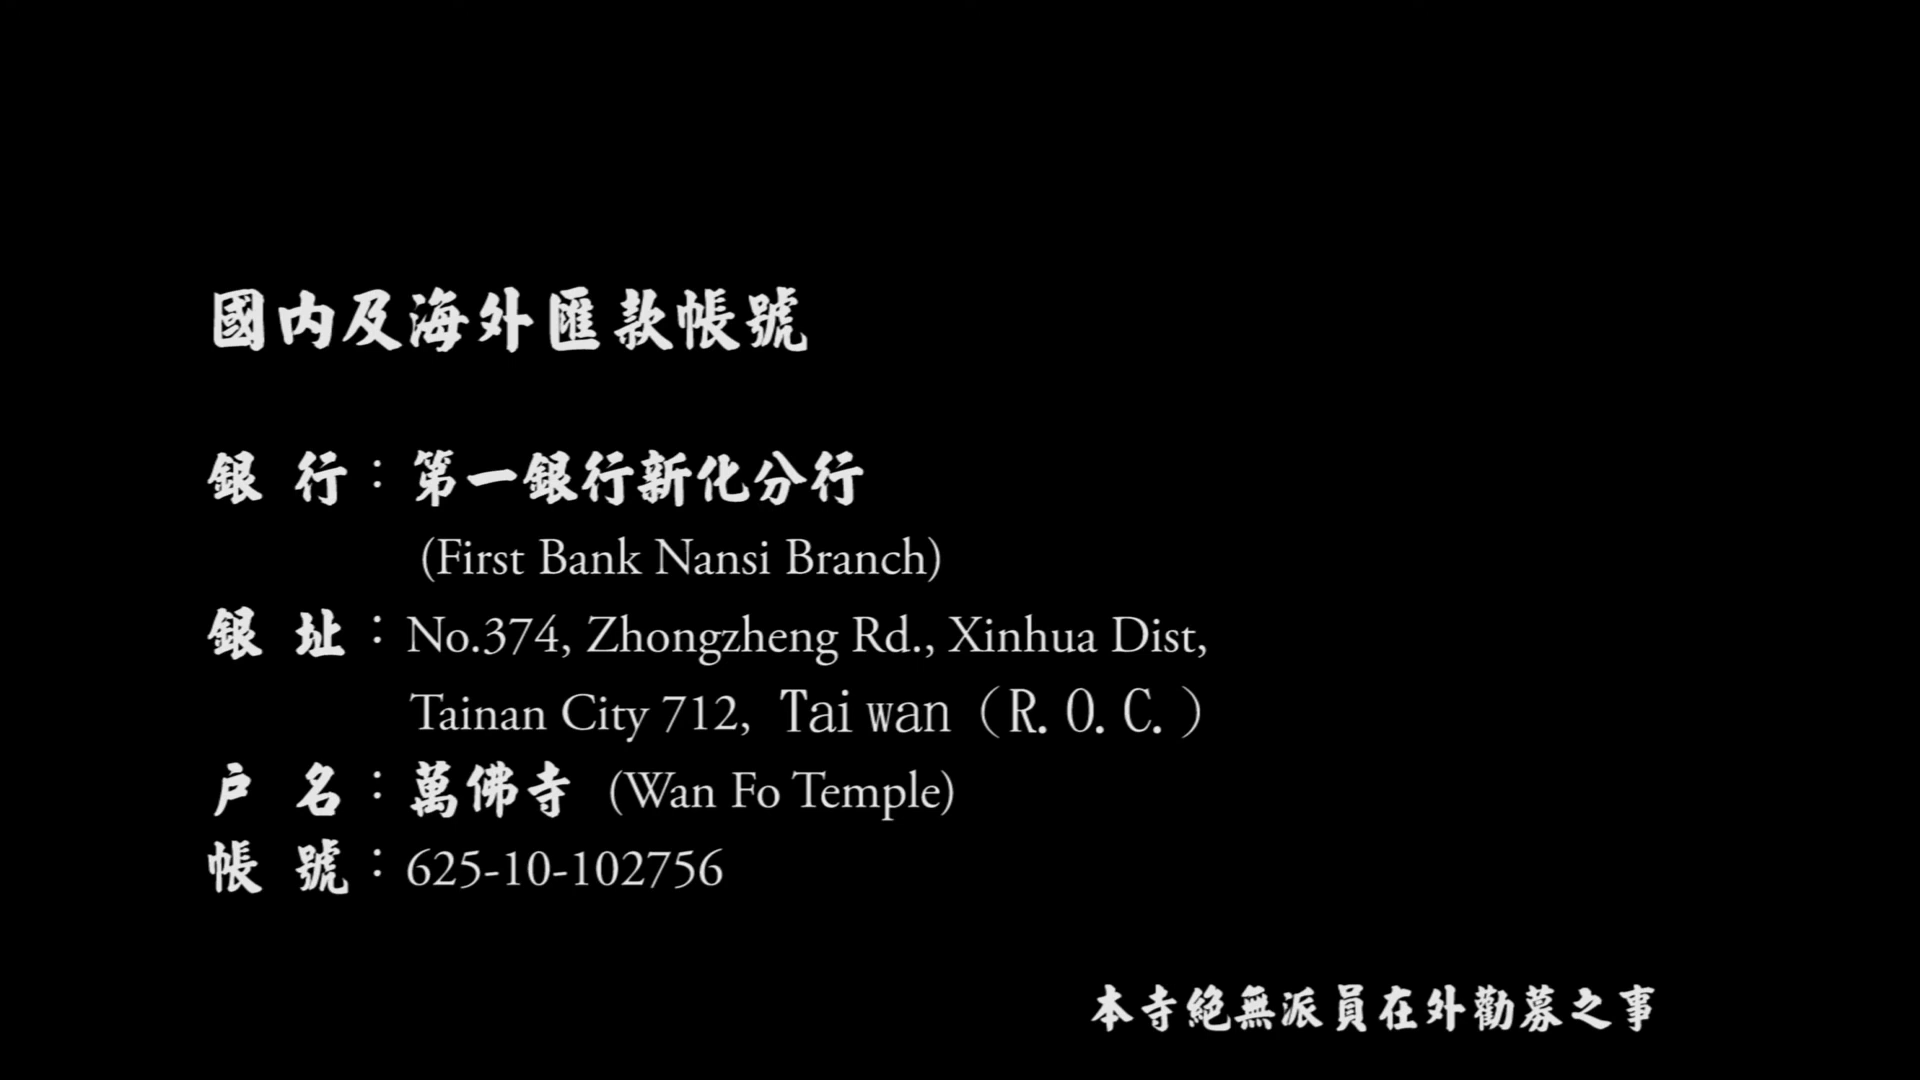 國內及海外匯款帳號
銀 行：第一銀行新化分行
(First Bank Nansi Branch)
銀 址：No.374, Zhongzheng Rd., Xinhua Dist,
Tainan City 712, Taiwan（R.O.C.）
户 名：萬佛寺 (Wan Fo Temple)
帳 號：625-10-102756
本寺絕無派員在外勸募之事